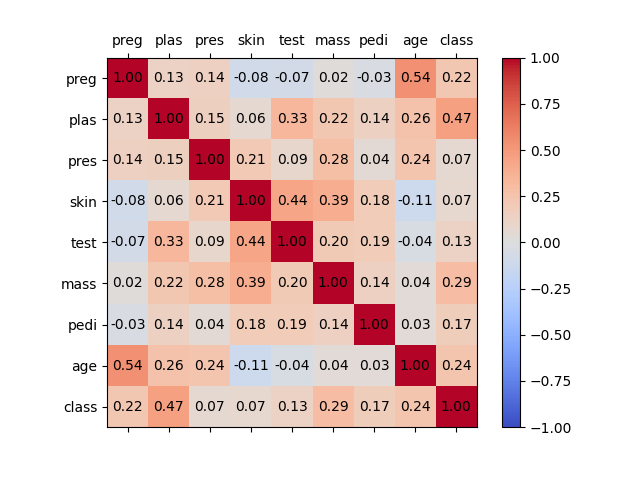 preg plas pres skin test mass pedi age class
preg 1.00 0.13 0.14 -0.08 -0.07 0.02 -0.03 0.54 0.22
plas 0.13 1.00 0.15 0.06 0.33 0.22 0.14 0.26 0.47
pres 0.14 0.15 1.00 0.21 0.09 0.28 0.04 0.24 0.07
skin -0.08 0.06 0.21 1.00 0.44 0.39 0.18 -0.11 0.07
test -0.07 0.33 0.09 0.44 1.00 0.20 0.19 -0.04 0.13
mass 0.02 0.22 0.28 0.39 0.20 1.00 0.14 0.04 0.29
pedi -0.03 0.14 0.04 0.18 0.19 0.14 1.00 0.03 0.17
age 0.54 0.26 0.24 -0.11 -0.04 0.04 0.03 1.00 0.24
class 0.22 0.47 0.07 0.07 0.13 0.29 0.17 0.24 1.00
1.00
0.75
0.50
0.25
0.00
−0.25
−0.50
−0.75
−1.00